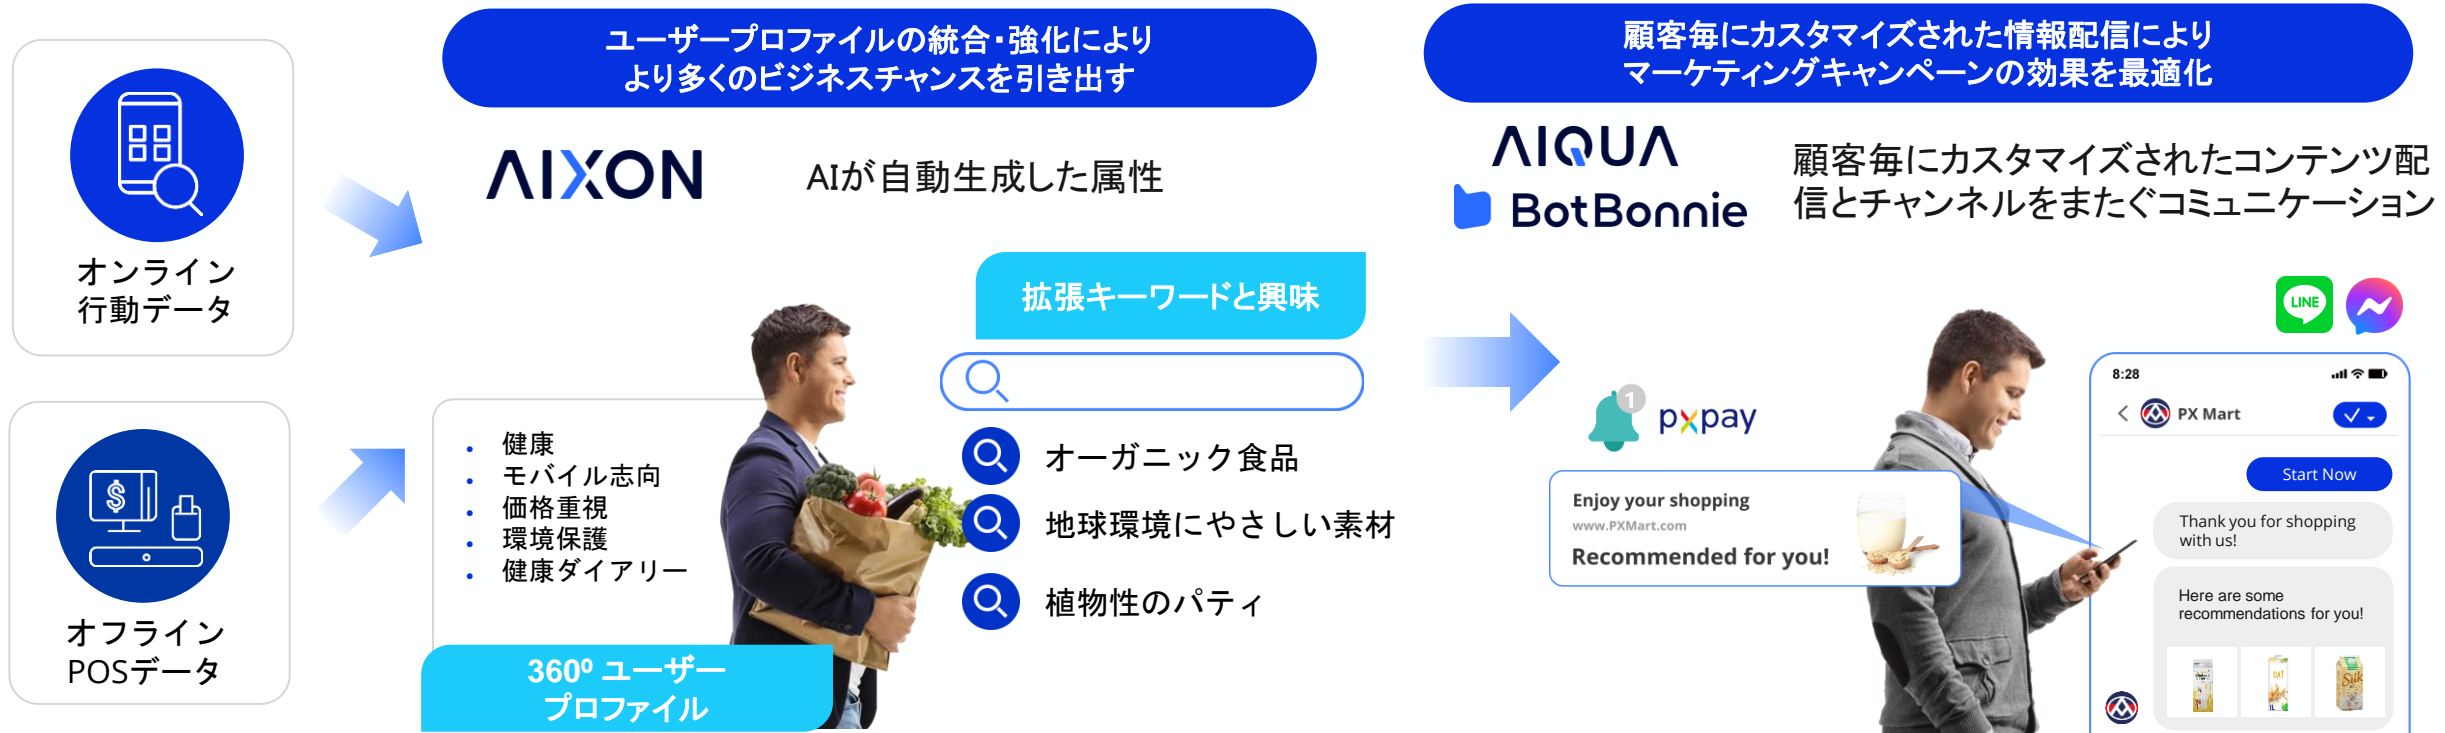 オンライン
行動データ
オフライン
POSデータ
ユーザープロファイルの統合・強化により
より多くのビジネスチャンスを引き出す
AIXON
AIが自動生成した属性
拡張キーワードと興味
• 健康
• モバイル志向
• 価格重視
• 環境保護
• 健康ダイアリー
360º ユーザー
プロファイル
オーガニック食品
地球環境にやさしい素材
植物性のパティ
顧客毎にカスタマイズされた情報配信により
マーケティングキャンペーンの効果を最適化
AIQUA
BotBonnie
顧客毎にカスタマイズされたコンテンツ配
信とチャンネルをまたぐコミュニケーション
LINE
1
pxpay
Enjoy your shopping
www.PXMart.com
Recommended for you!
8:28
PX Mart
Start Now
Thank you for shopping
with us!
Here are some
recommendations for you!
OAT
1L
Silk